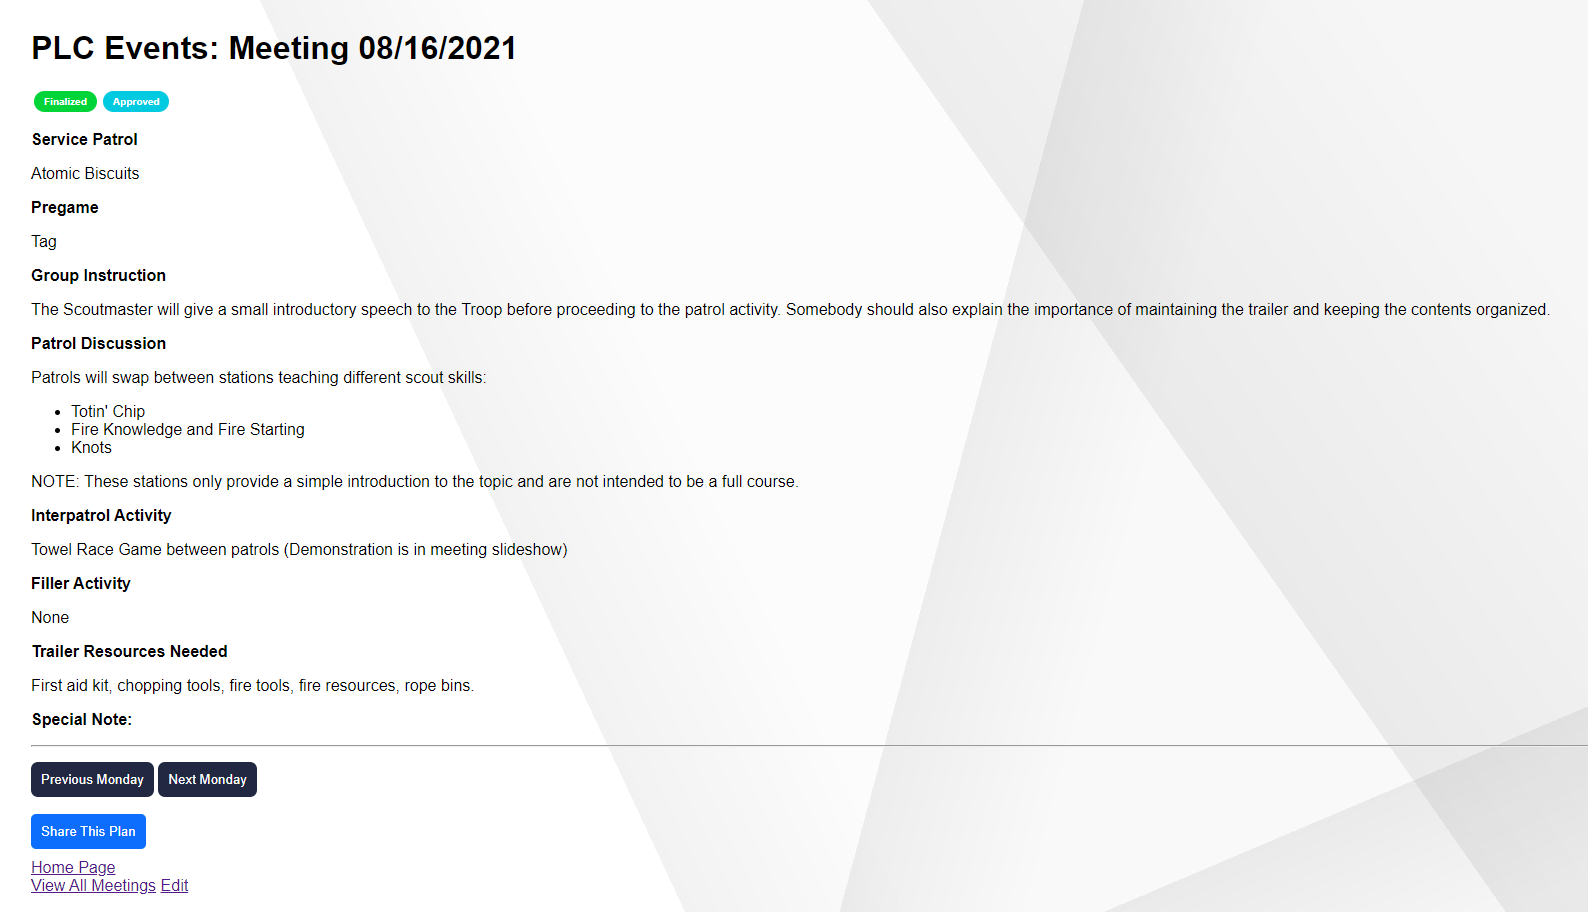 PLC Events: Meeting 08/16/2021
Finalized Approved
Service Patrol
Atomic Biscuits
Pregame
Tag
Group Instruction
The Scoutmaster will give a small introductory speech to the Troop before proceeding to the patrol activity. Somebody should also explain the importance of maintaining the trailer and keeping the contents organized.
Patrol Discussion
Patrols will swap between stations teaching different scout skills:
• Totin' Chip
• Fire Knowledge and Fire Starting
• Knots
NOTE: These stations only provide a simple introduction to the topic and are not intended to be a full course.
Interpatrol Activity
Towel Race Game between patrols (Demonstration is in meeting slideshow)
Filler Activity
None
Trailer Resources Needed
First aid kit, chopping tools, fire tools, fire resources, rope bins.
Special Note:
Previous Monday Next Monday
Share This Plan
Home Page
View All Meetings Edit